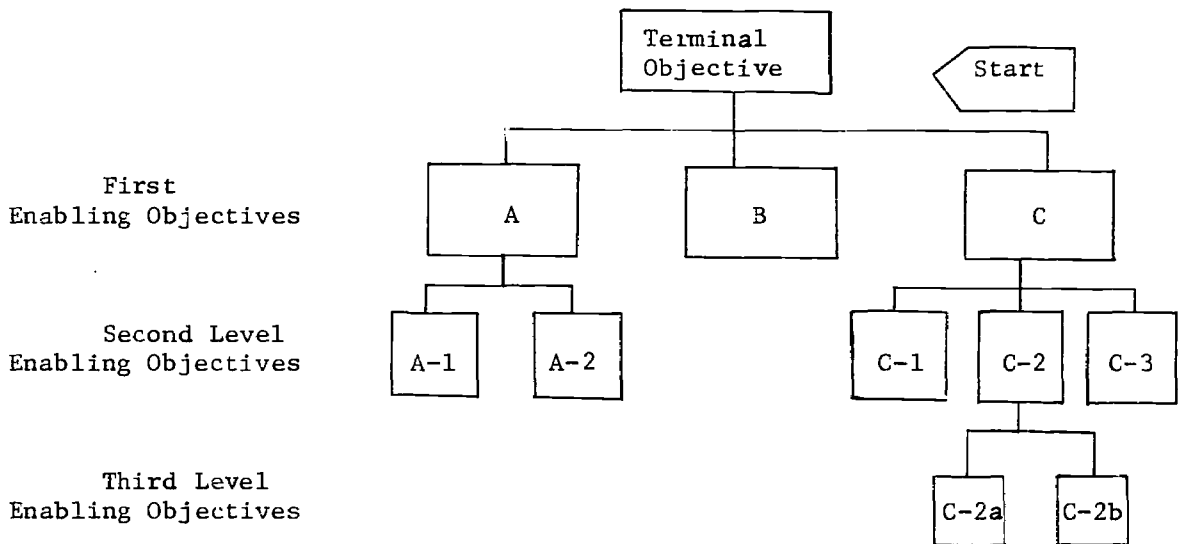 Terminal
Objective
Start
First
Enabling Objectives
A
B
C
Second Level
Enabling Objectives
A-1
A-2
C-1
C-2
C-3
Third Level
Enabling Objectives
C-2a
C-2b